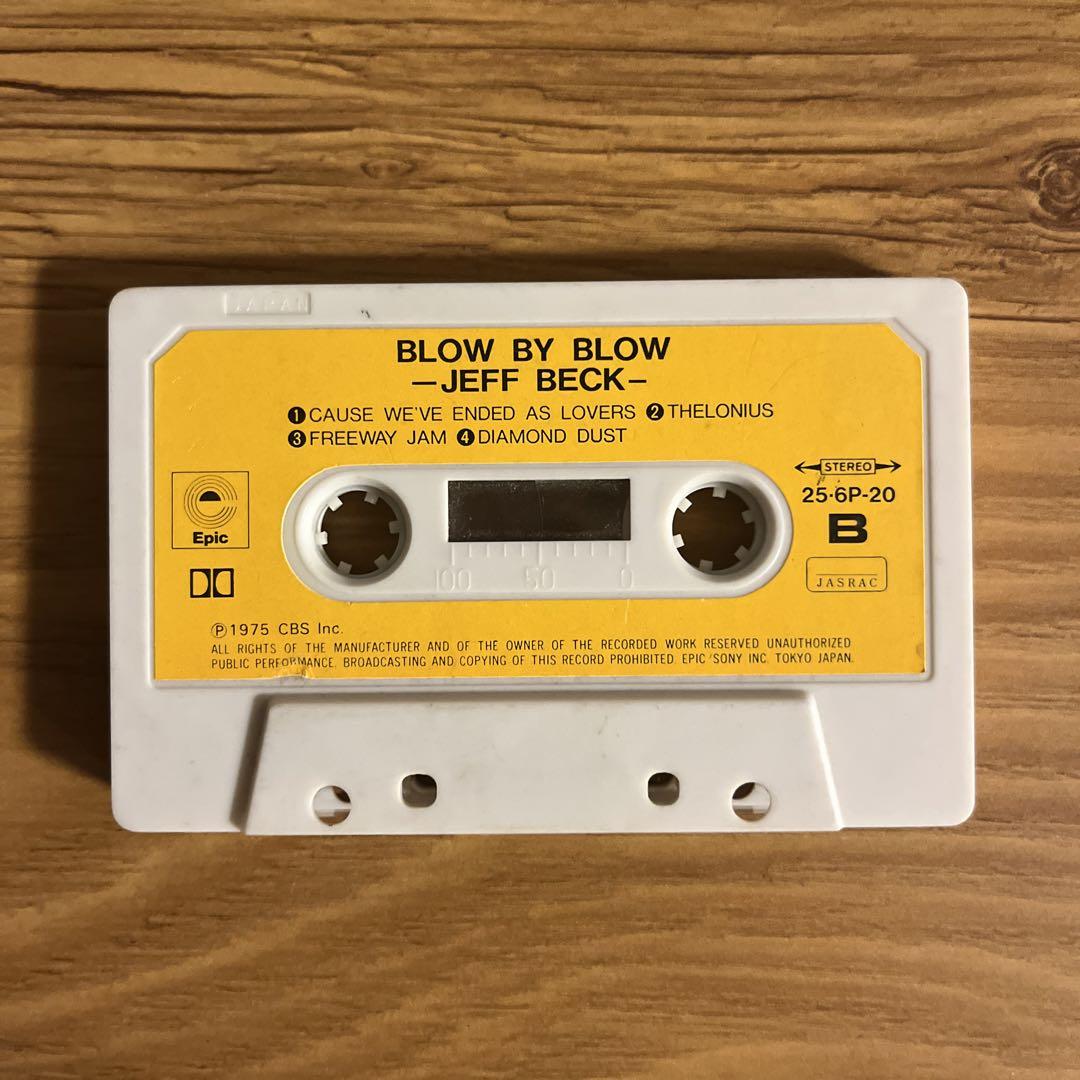 JAPAN
BLOW BY BLOW
—JEFF BECK—
❶CAUSE WE'VE ENDED AS LOVERS ❷THELONIUS
❸FREEWAY JAM ❹DIAMOND DUST
STEREO
25·6P-20
B
Epic
JASRAC
100 50 0
Ⓟ1975 CBS Inc.
ALL RIGHTS OF THE MANUFACTURER AND OF THE OWNER OF THE RECORDED WORK RESERVED UNAUTHORIZED
PUBLIC PERFORMANCE. BROADCASTING AND COPYING OF THIS RECORD PROHIBITED. EPIC/SONY INC. TOKYO JAPAN.